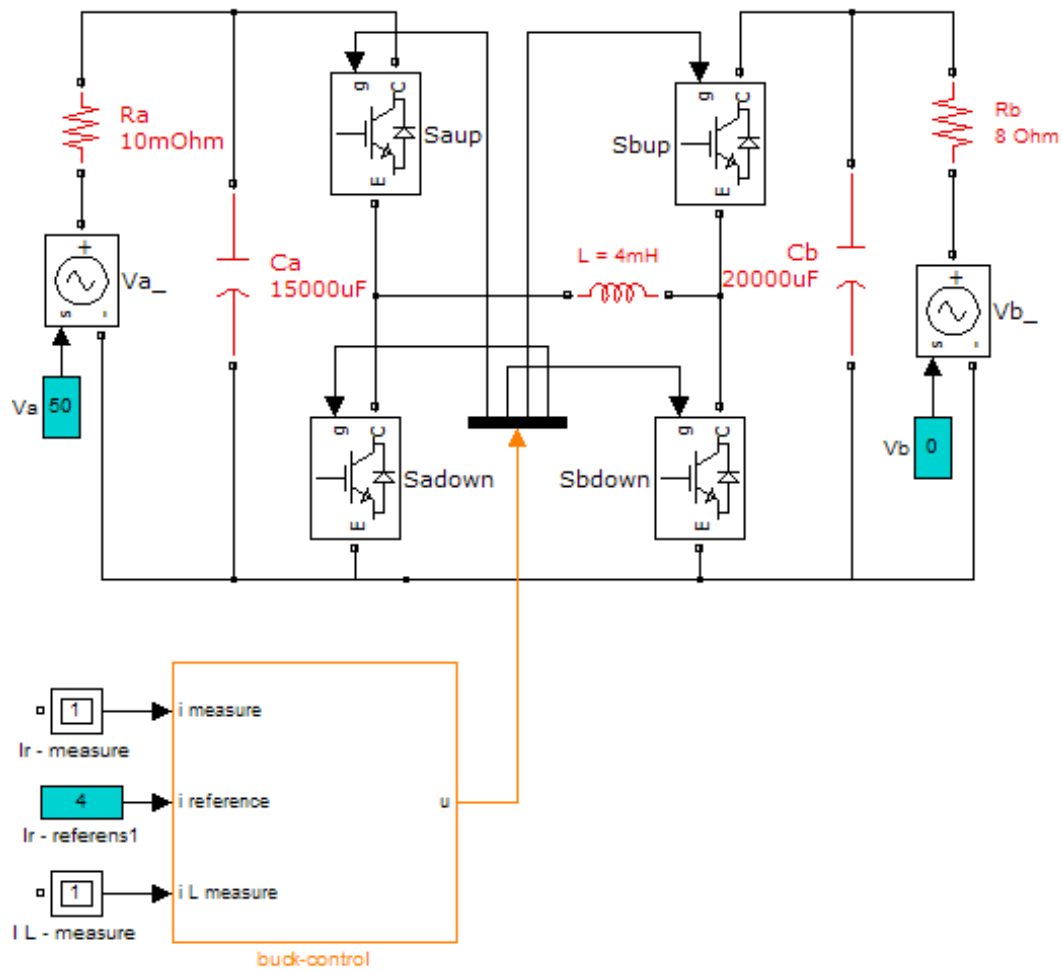 Ra
10mOhm
g
C
E
Saup
g
C
E
Sbup
Rb
8 Ohm
+
s
-
Va_
Ca
15000uF
L = 4mH
Cb
20000uF
+
s
-
Vb_
Va
50
g
C
E
Sadown
g
C
E
Sbdown
Vb
0
1
Ir - measure
i measure
4
Ir - referens1
i reference
u
1
I L - measure
i L measure
buck-control